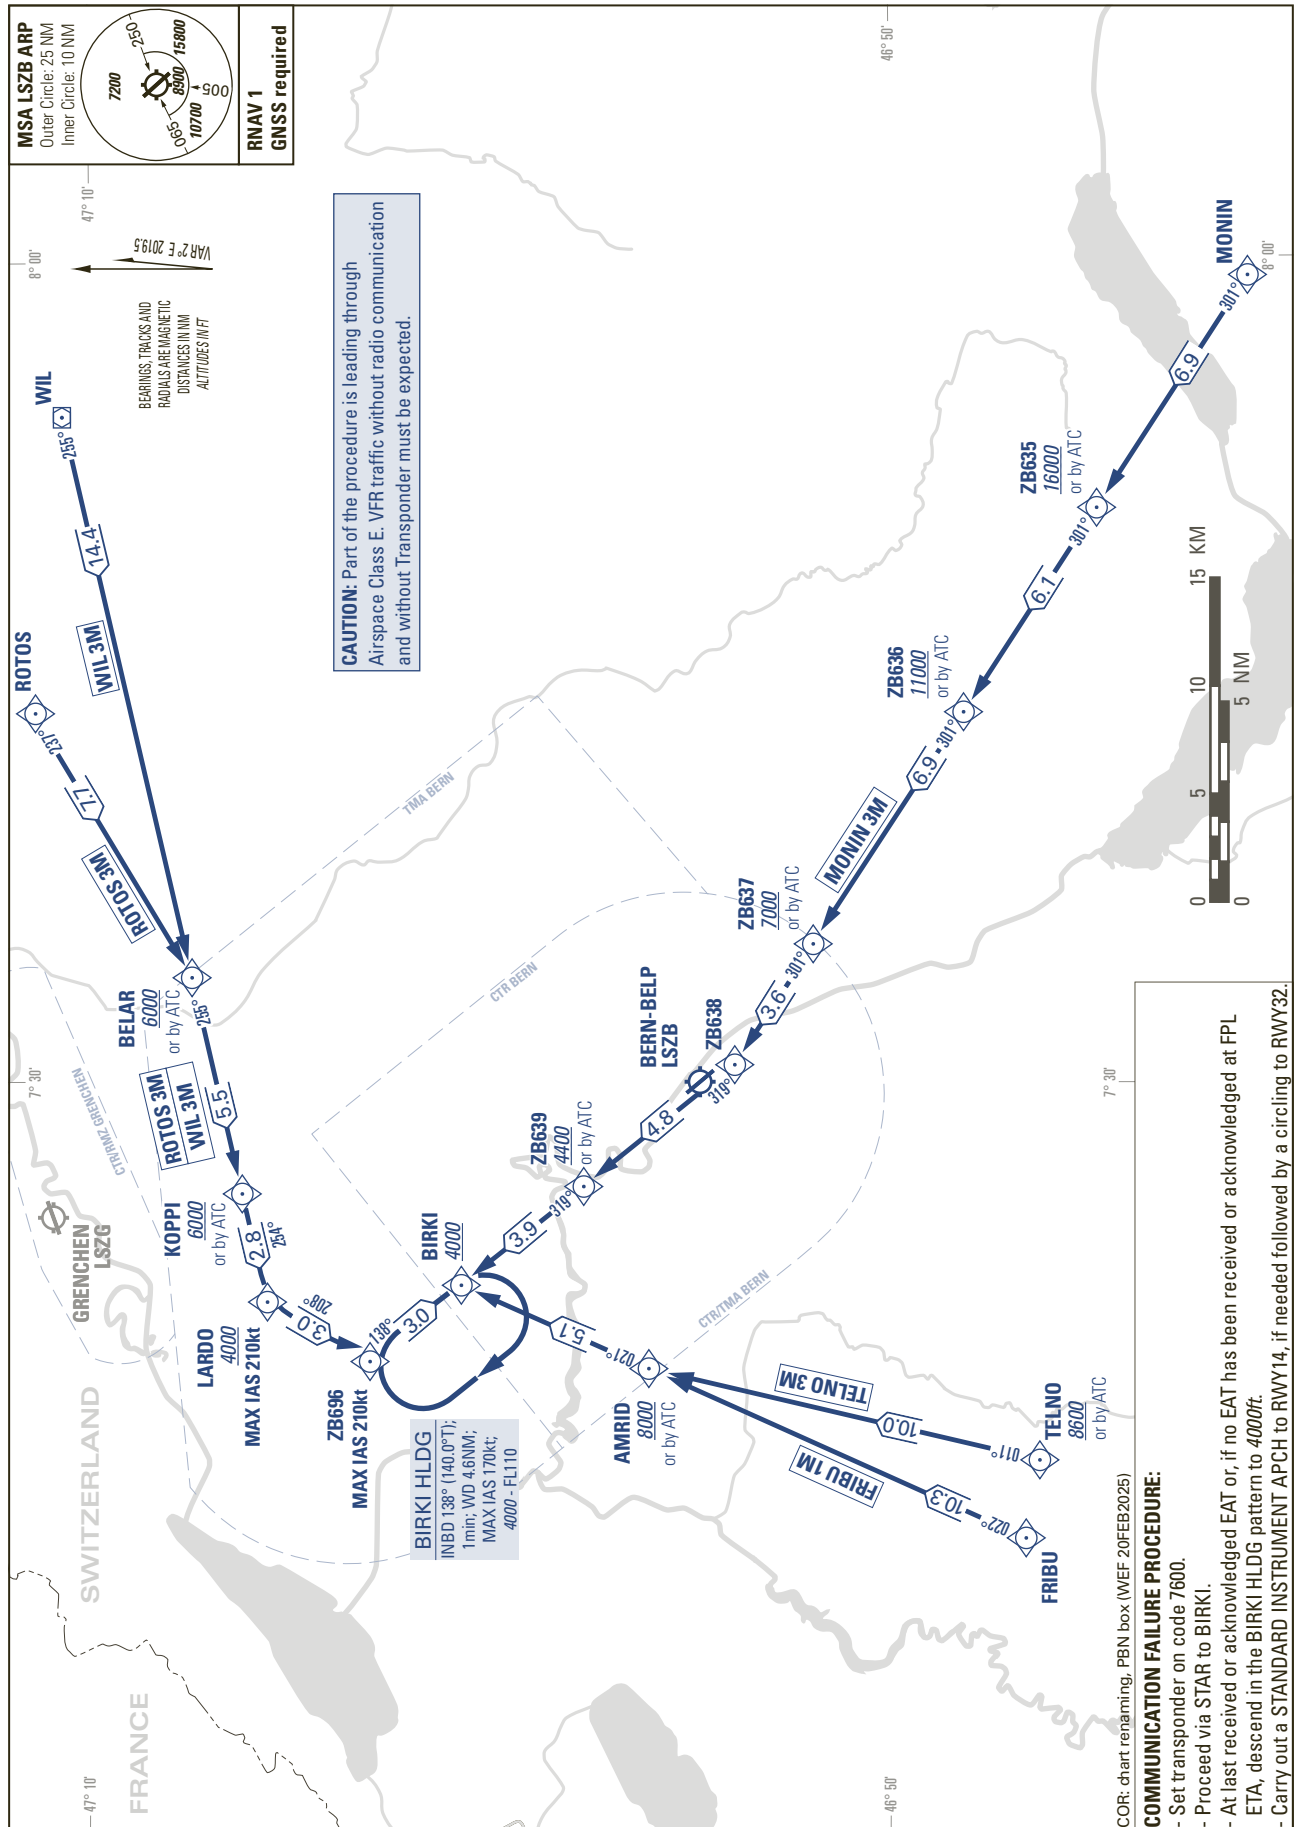 MSA LSZB ARP
Outer Circle: 25 NM
Inner Circle: 10 NM
7200
250
15800
8900
005
10700
065
RNAV 1
GNSS required
46° 50'
47° 10'
8° 00'
VAR 2° E 2019.5
BEARINGS, TRACKS AND
RADIALS ARE MAGNETIC
DISTANCES IN NM
ALTITUDES IN FT
CAUTION: Part of the procedure is leading through
Airspace Class E. VFR traffic without radio communication
and without Transponder must be expected.
WIL
255°
14.4
WIL 3M
ROTOS
237°
7.7
ROTOS 3M
BELAR
6000
or by ATC
255°
ROTOS 3M
WIL 3M
5.5
KOPPI
6000
or by ATC
2.8
254°
LARDO
4000
MAX IAS 210kt
208°
3.0
ZB696
MAX IAS 210kt
138°
3.0
BIRKI
4000
BIRKI HLDG
INBD 138° (140.0°T);
1min; WD 4.6NM;
MAX IAS 170kt;
4000 - FL110
MONIN
301°
8° 00'
6.9
ZB635
16000
or by ATC
301°
6.1
ZB636
11000
or by ATC
301°
6.9
MONIN 3M
ZB637
7000
or by ATC
301°
3.6
ZB638
BERN-BELP
LSZB
319°
4.8
ZB639
4400
or by ATC
319°
3.9
5.1
021°
AMRID
8000
or by ATC
TELNO 3M
10.0
011°
TELNO
8600
or by ATC
FRIBU 1M
10.3
022°
FRIBU
TMA BERN
CTR BERN
CTR/TMA BERN
CTR/RMZ GRENCHEN
GRENCHEN
LSZG
7° 30'
7° 30'
SWITZERLAND
FRANCE
47° 10'
46° 50'
0 5 10 15 KM
0 5 NM
COR: chart renaming, PBN box (WEF 20FEB2025)
COMMUNICATION FAILURE PROCEDURE:
- Set transponder on code 7600.
- Proceed via STAR to BIRKI.
- At last received or acknowledged EAT or, if no EAT has been received or acknowledged at FPL
ETA, descend in the BIRKI HLDG pattern to 4000ft.
- Carry out a STANDARD INSTRUMENT APCH to RWY14, if needed followed by a circling to RWY32.